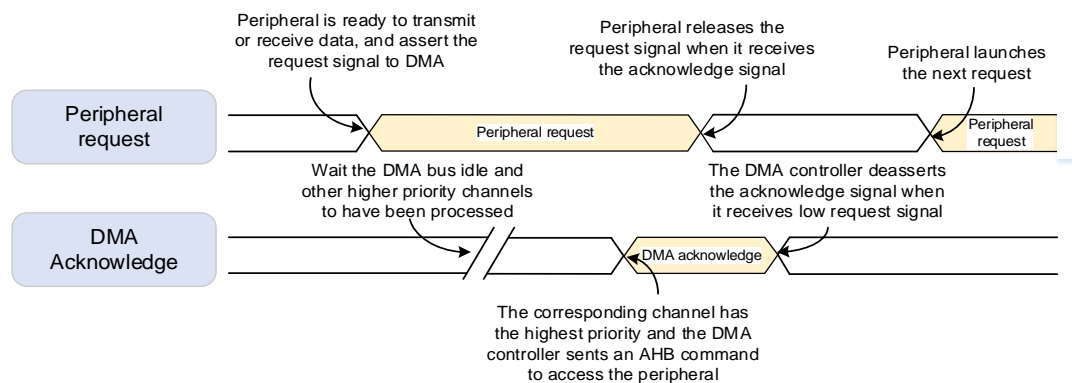 Peripheral is ready to transmit
or receive data, and assert the
request signal to DMA
Peripheral releases the
request signal when it receives
the acknowledge signal
Peripheral launches
the next request
Peripheral
request
Peripheral request
Peripheral
request
Wait the DMA bus idle and
other higher priority channels
to have been processed
The DMA controller deasserts
the acknowledge signal when
it receives low request signal
DMA
Acknowledge
DMA acknowledge
The corresponding channel has
the highest priority and the DMA
controller sents an AHB command
to access the peripheral